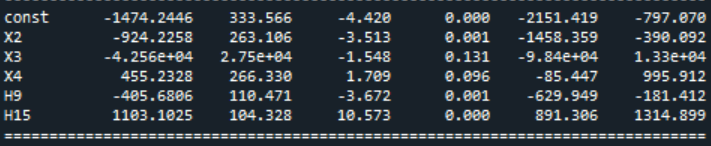 const -1474.2446 333.566 -4.420 0.000 -2151.419 -797.070
X2 -924.2258 263.106 -3.513 0.001 -1458.359 -390.092
X3 -4.256e+04 2.75e+04 -1.548 0.131 -9.84e+04 1.33e+04
X4 455.2328 266.330 1.709 0.096 -85.447 995.912
H9 -405.6806 110.471 -3.672 0.001 -629.949 -181.412
H15 1103.1025 104.328 10.573 0.000 891.306 1314.899
==============================================================================